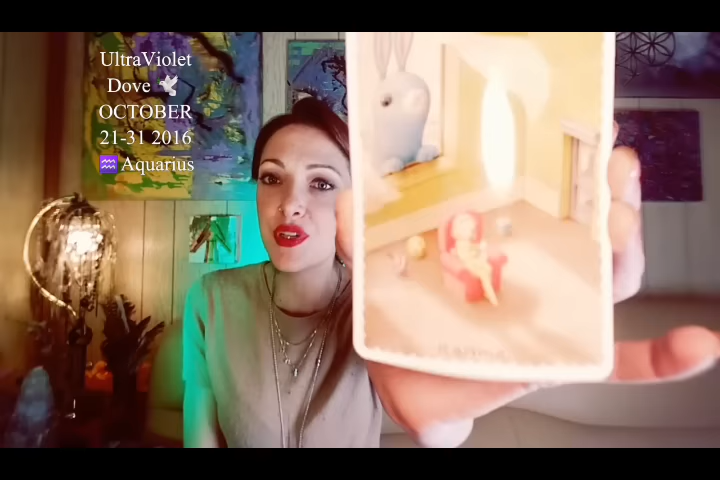 UltraViolet
Dove 🕊️
OCTOBER
21-31 2016
♒ Aquarius